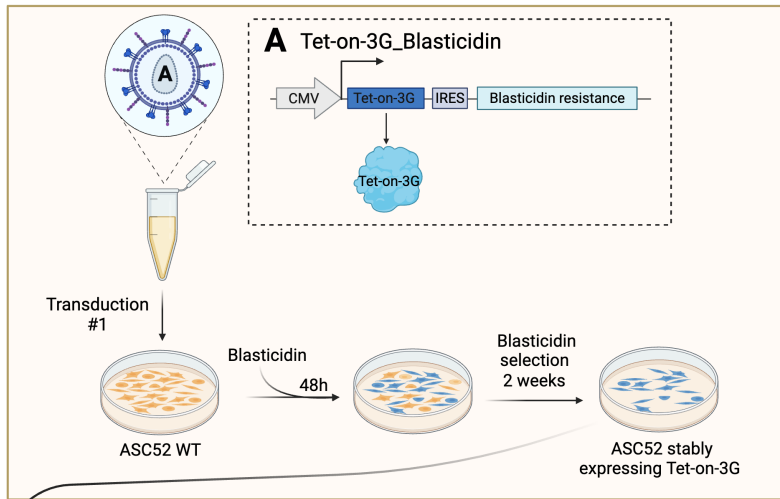 A
A Tet-on-3G_Blasticidin
CMV
Tet-on-3G
IRES
Blasticidin resistance
Tet-on-3G
Transduction
#1
Blasticidin
48h
Blasticidin
selection
2 weeks
ASC52 WT
ASC52 stably
expressing Tet-on-3G